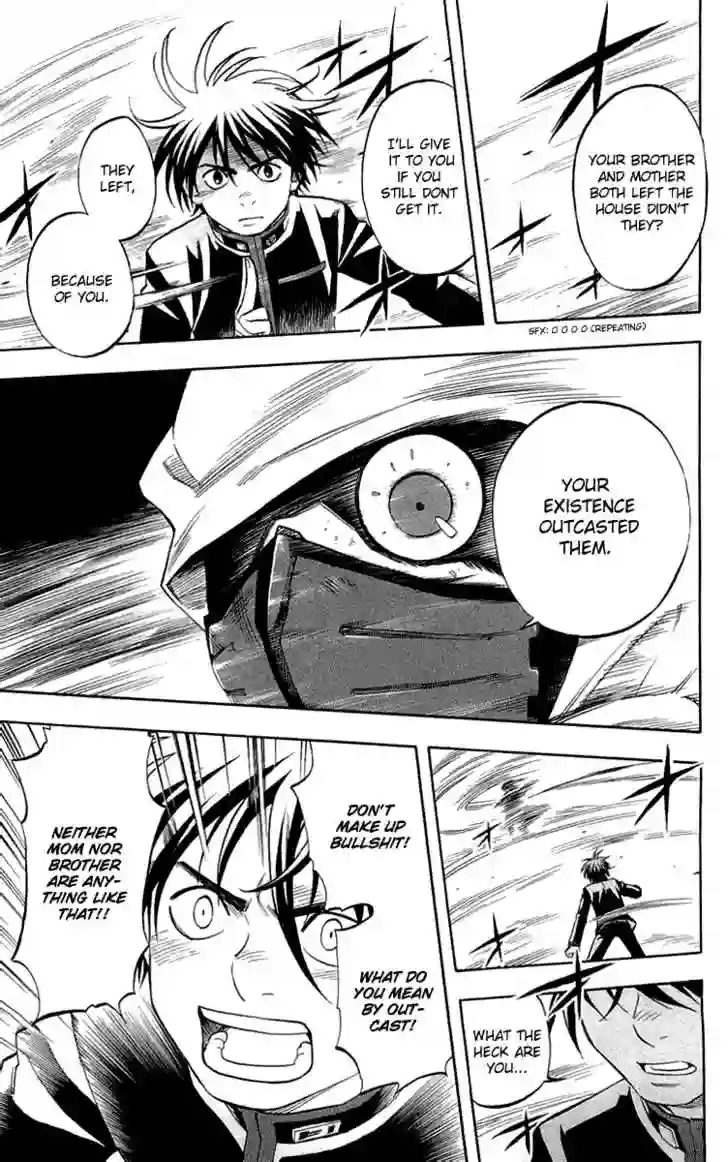 YOUR BROTHER
AND MOTHER
BOTH LEFT THE
HOUSE DIDN'T
THEY?
SFX: O O O O (REPEATING)
I'LL GIVE
IT TO YOU
IF YOU
STILL DONT
GET IT.
THEY
LEFT,
BECAUSE
OF YOU.
YOUR
EXISTENCE
OUTCASTED
THEM.
WHAT THE
HECK ARE
YOU...
DON'T
MAKE UP
BULLSHIT!
WHAT DO
YOU MEAN
BY OUT-
CAST!
NEITHER
MOM NOR
BROTHER
ARE ANY-
THING LIKE
THAT!!